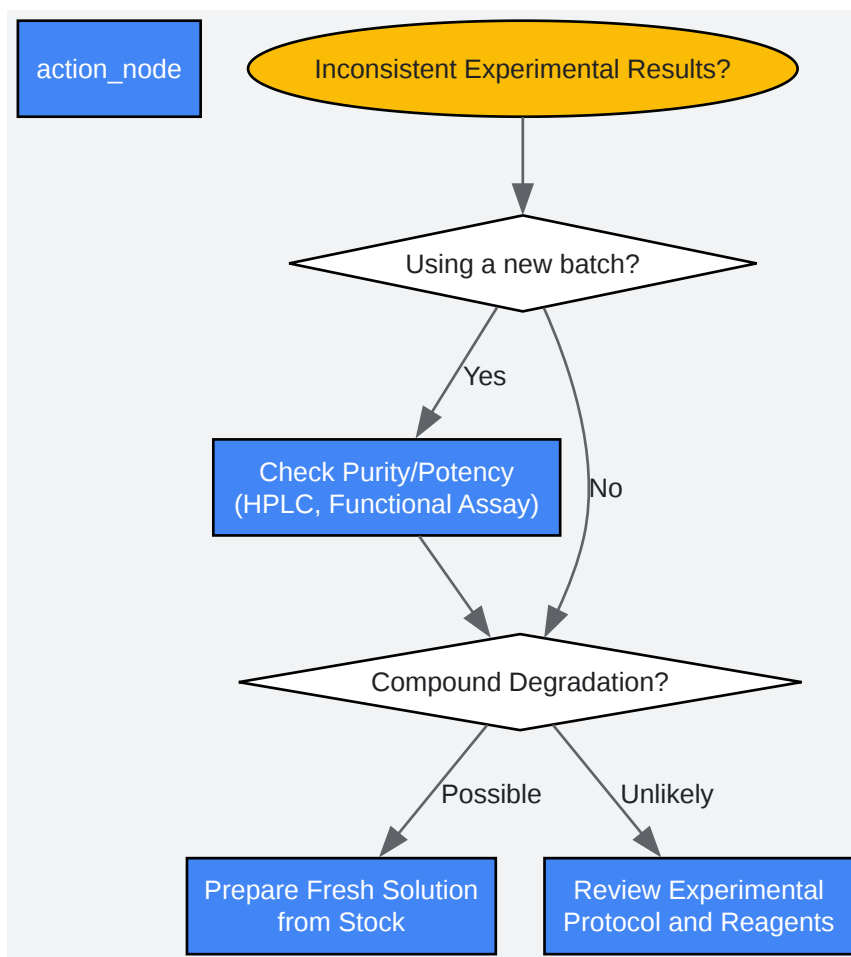 action_node
Inconsistent Experimental Results?
Using a new batch?
Yes
Check Purity/Potency
(HPLC, Functional Assay)
No
Compound Degradation?
Possible
Unlikely
Prepare Fresh Solution
from Stock
Review Experimental
Protocol and Reagents